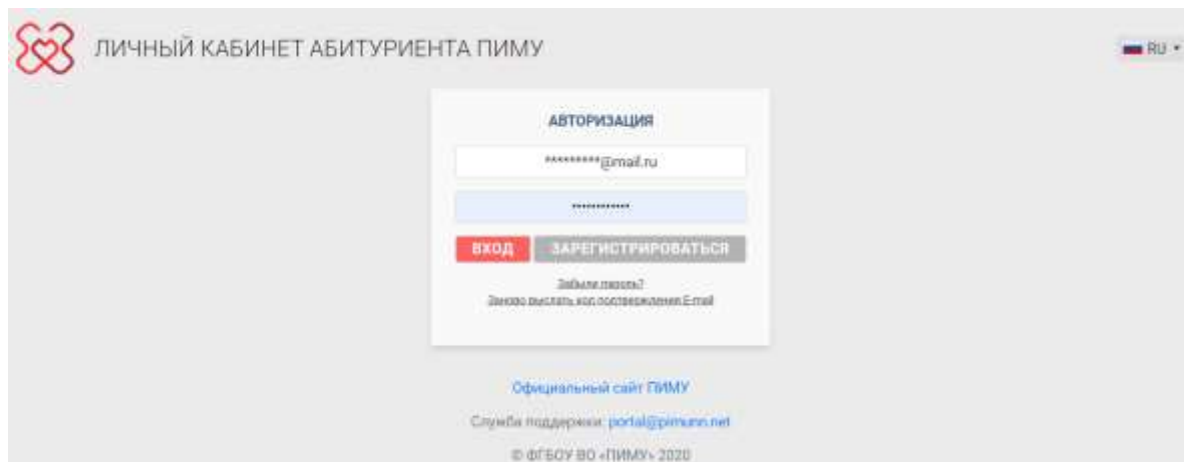 ЛИЧНЫЙ КАБИНЕТ АБИТУРИЕНТА ПИМУ
RU
АВТОРИЗАЦИЯ
*********@mail.ru
••••••••••••
ВХОД ЗАРЕГИСТРИРОВАТЬСЯ
Забыли пароль?
Заново выслать код подтверждения E-mail
Официальный сайт ПИМУ
Служба поддержки: portal@pimunn.net
© ФГБОУ ВО «ПИМУ» 2020